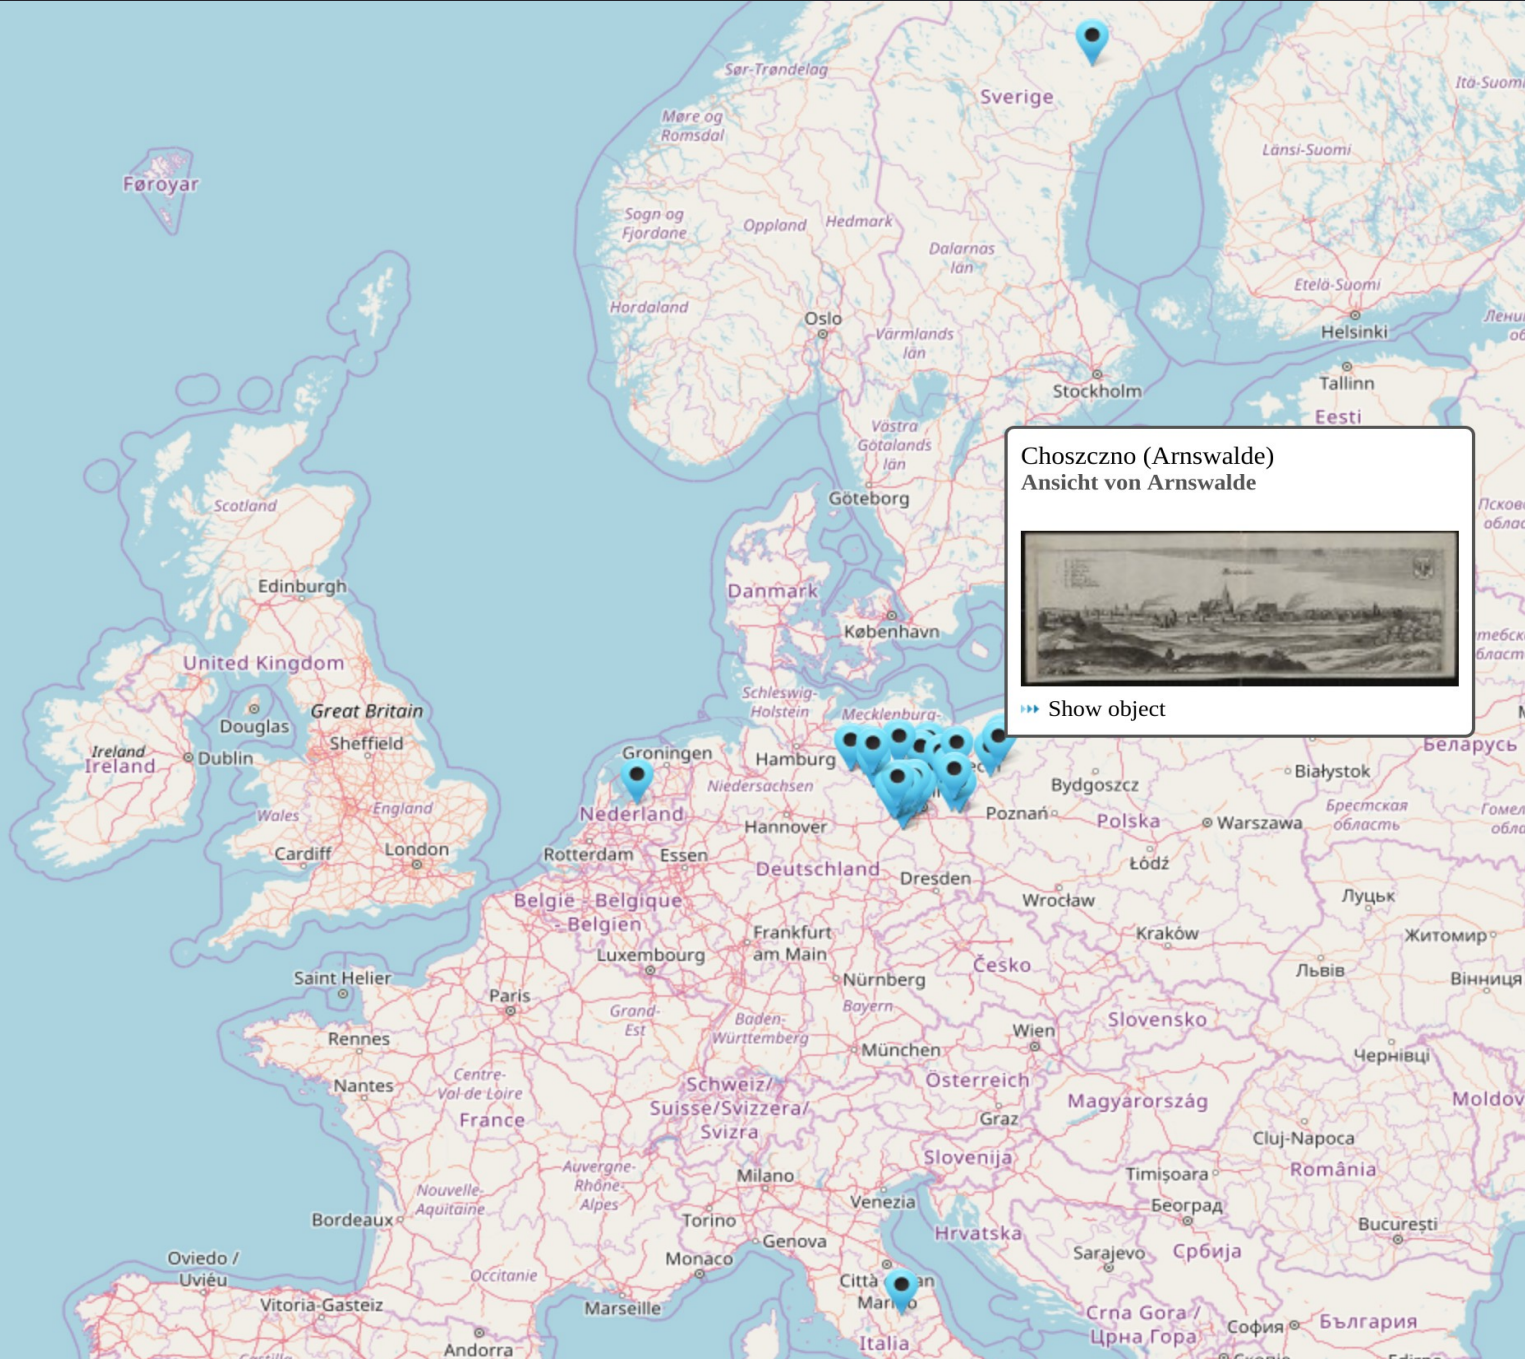 Sør-Trøndelag
Sverige
Itä-Suomi
Møre og
Romsdal
Länsi-Suomi
Føroyar
Sogn og
Fjordane
Oppland
Hedmark
Dalarnas
län
Etelä-Suomi
Hordaland
Oslo
Helsinki
Värmlands
län
Stockholm
Tallinn
Eesti
Västra
Götalands
län
Choszczno (Arnswalde)
Ansicht von Arnswalde
Göteborg
Scotland
Edinburgh
Danmark
København
United Kingdom
Schleswig-
Holstein
Mecklenburg-
Show object
Douglas
Great Britain
Sheffield
Ireland
Ireland
Dublin
Groningen
Hamburg
Беларусь
Białystok
Niedersachsen
Bydgoszcz
Nederland
Wales
England
Hannover
Poznań
Polska
Warszawa
Брестская
область
Cardiff
London
Rotterdam
Essen
Deutschland
Dresden
Łódź
Wrocław
Луцьк
België - Belgique
- Belgien
Frankfurt
am Main
Kraków
Житомир
Luxembourg
Česko
Львів
Saint Helier
Nürnberg
Вінниця
Paris
Grand-
Est
Bayern
Baden-
Württemberg
Slovensko
Rennes
Wien
München
Чернівці
Nantes
Centre-
Val de Loire
Schweiz/
Suisse/Svizzera/
Svizra
Österreich
Magyarország
Moldov
France
Graz
Cluj-Napoca
Slovenija
România
Auvergne-
Rhône-
Alpes
Milano
Timișoara
Nouvelle-
Aquitaine
Venezia
Београд
Bordeaux
Torino
Genova
Hrvatska
București
Sarajevo
Србија
Oviedo /
Uviéu
Monaco
Occitanie
Città
an
Vitoria-Gasteiz
Marseille
Crna Gora /
Црна Гора
София
България
Italia
Andorra